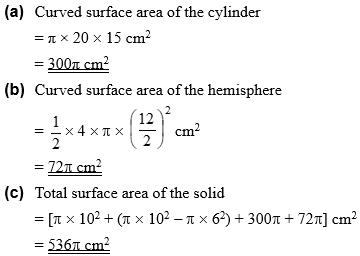 (a) Curved surface area of the cylinder
= π × 20 × 15 cm²
= 300π cm²
(b) Curved surface area of the hemisphere
= 1/2 × 4 × π × (12/2)² cm²
= 72π cm²
(c) Total surface area of the solid
= [π × 10² + (π × 10² – π × 6²) + 300π + 72π] cm²
= 536π cm²